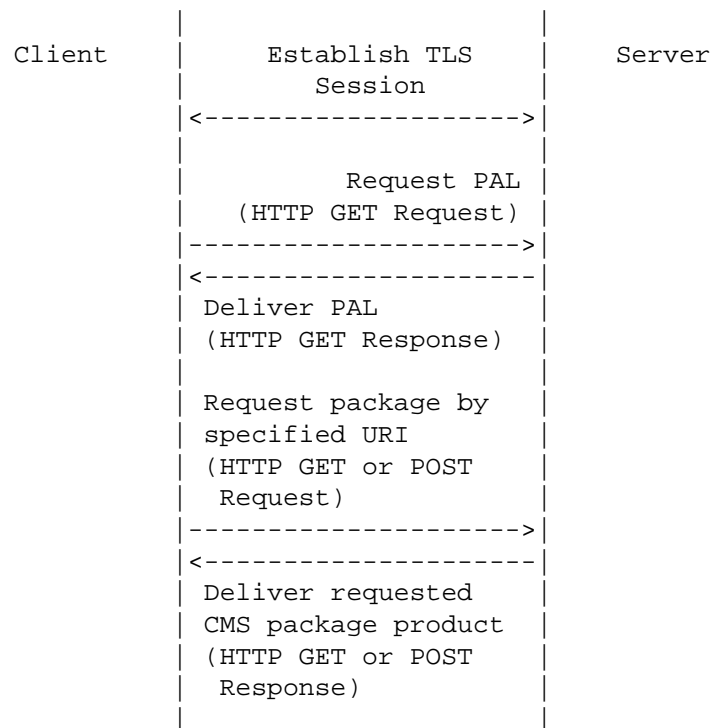 Client Establish TLS Server
Session
<-------------------->
Request PAL
(HTTP GET Request)
--------------------->
<---------------------
Deliver PAL
(HTTP GET Response)
Request package by
specified URI
(HTTP GET or POST
Request)
--------------------->
<---------------------
Deliver requested
CMS package product
(HTTP GET or POST
Response)